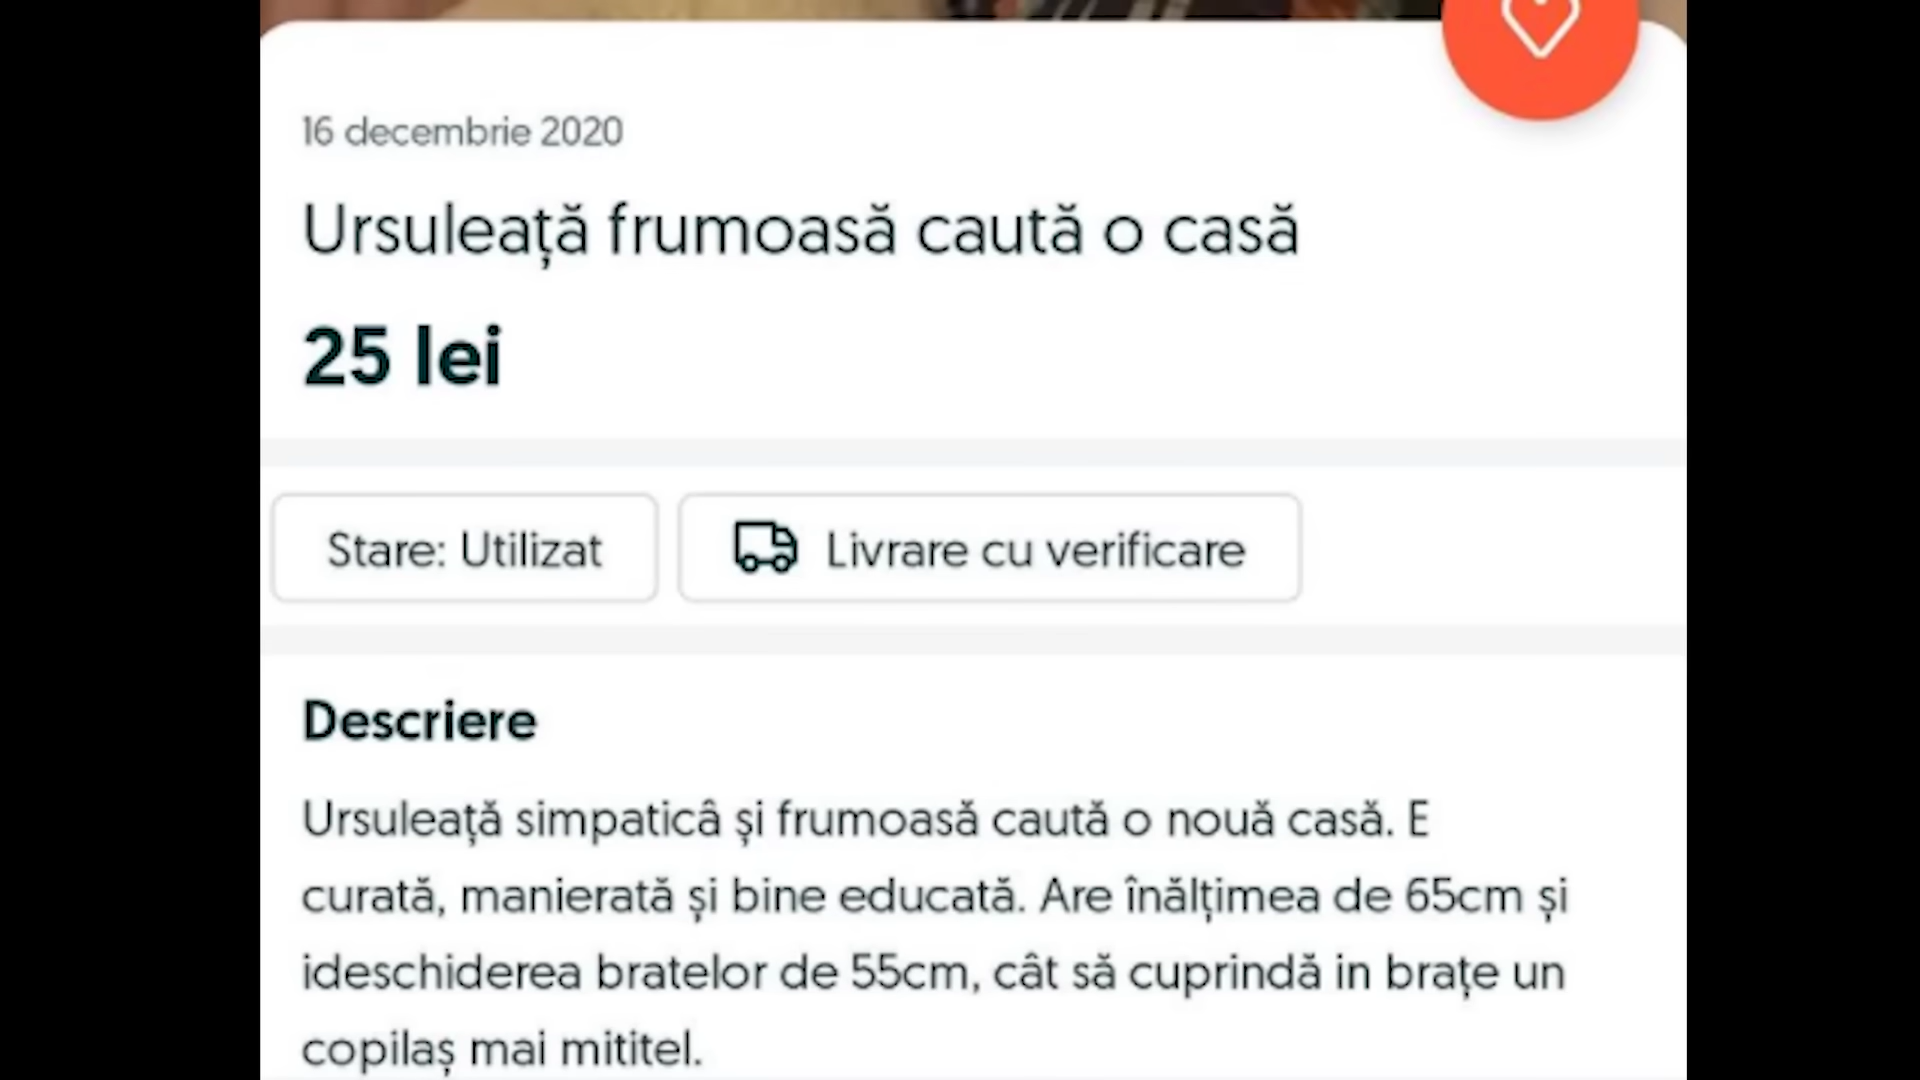 16 decembrie 2020
Ursuleață frumoasă caută o casă
25 lei
Stare: Utilizat
Livrare cu verificare
Descriere
Ursuleață simpaticâ și frumoasă caută o nouă casă. E
curată, manierată și bine educată. Are înălțimea de 65cm și
ideschiderea bratelor de 55cm, cât să cuprindă in brațe un
copilaș mai mititel.